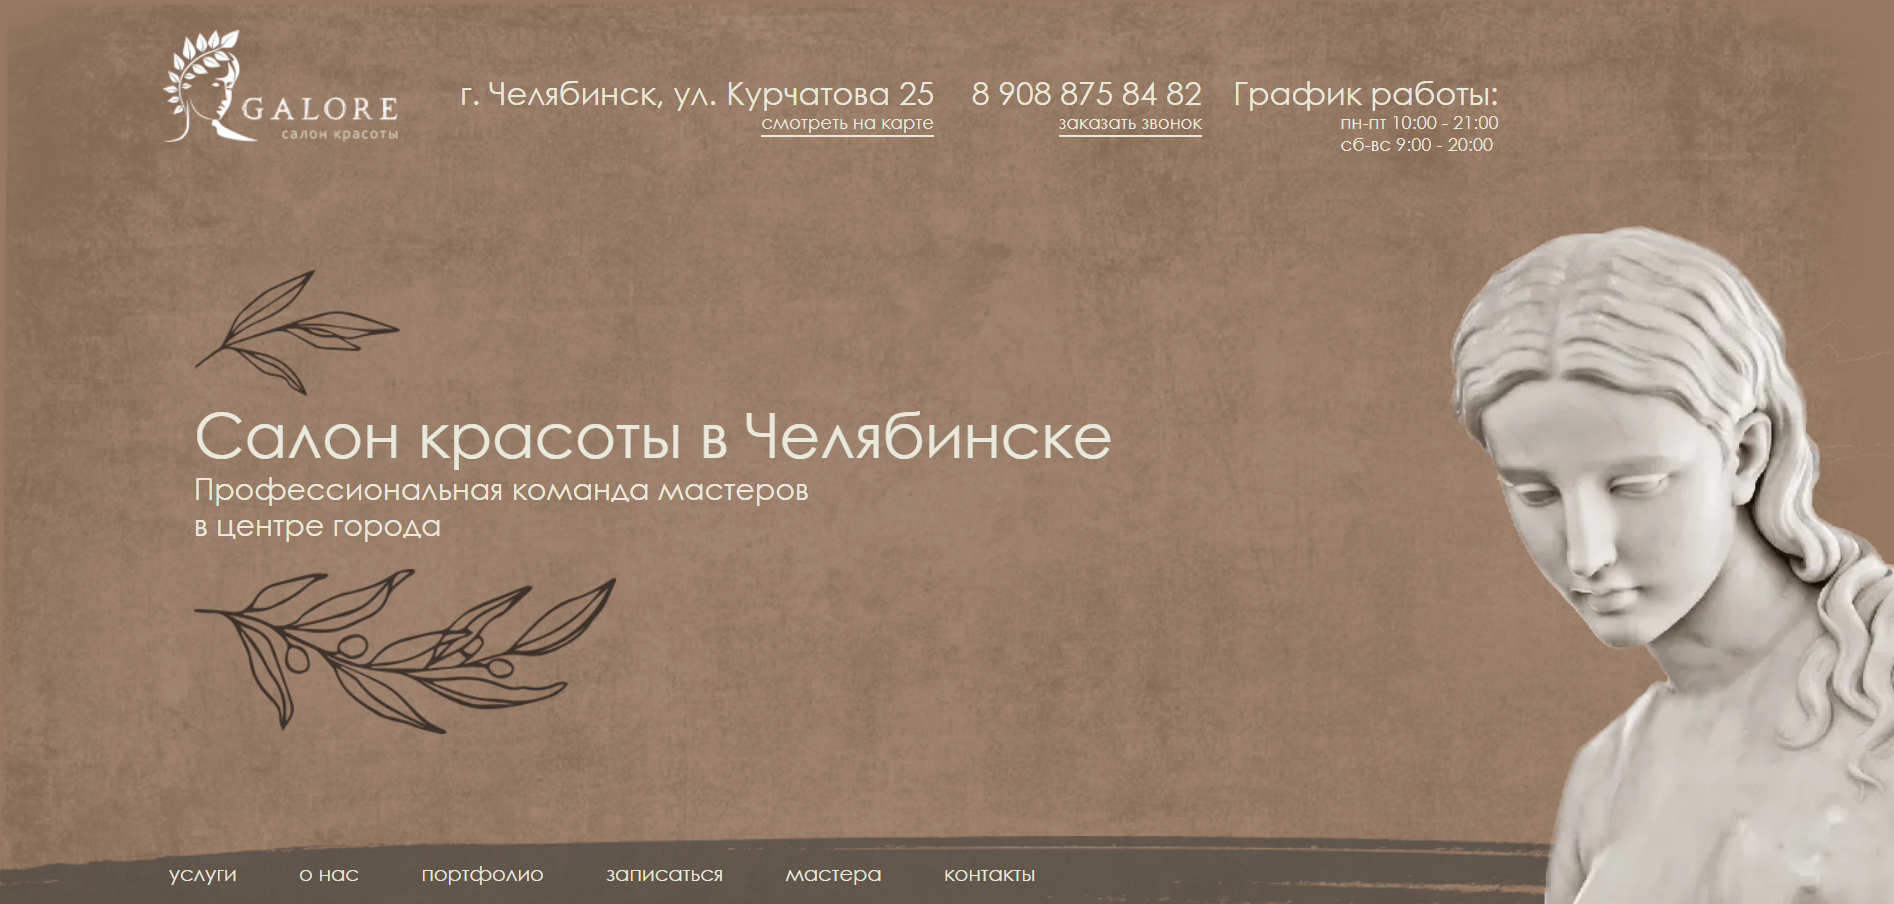 GALORE
салон красоты
г. Челябинск, ул. Курчатова 25
смотреть на карте
8 908 875 84 82
заказать звонок
График работы:
пн-пт 10:00 - 21:00
сб-вс 9:00 - 20:00
Салон красоты в Челябинске
Профессиональная команда мастеров
в центре города
услуги о нас портфолио записаться мастера контакты